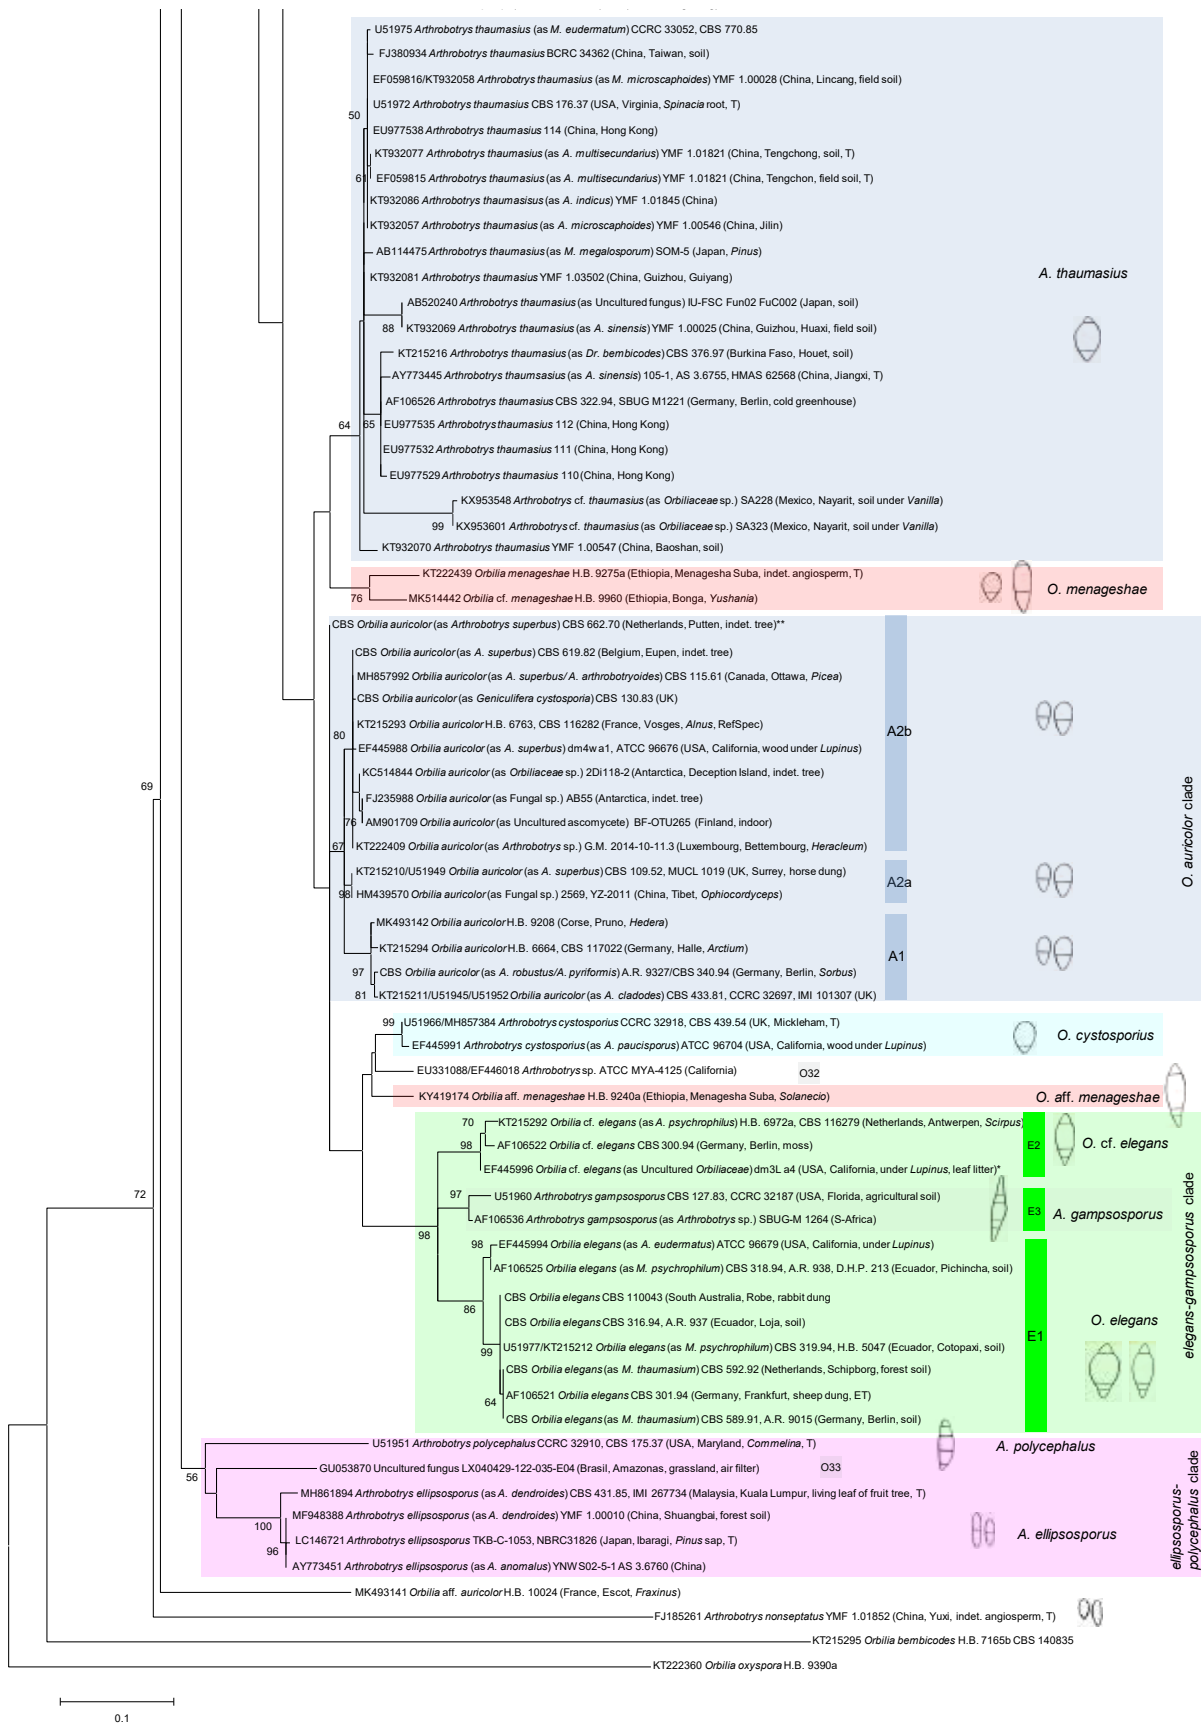 U51975 Arthrobotrys thaumasius (as M. eudermatum) CCRC 33052, CBS 770.85
FJ380934 Arthrobotrys thaumasius BCRC 34362 (China, Taiwan, soil)
EF059816/KT932058 Arthrobotrys thaumasius (as M. microscaphoides) YMF 1.00028 (China, Lincang, field soil)
U51972 Arthrobotrys thaumasius CBS 176.37 (USA, Virginia, Spinacia root, T)
50
EU977538 Arthrobotrys thaumasius 114 (China, Hong Kong)
KT932077 Arthrobotrys thaumasius (as A. multisecundarius) YMF 1.01821 (China, Tengchong, soil, T)
61
EF059815 Arthrobotrys thaumasius (as A. multisecundarius) YMF 1.01821 (China, Tengchon, field soil, T)
KT932086 Arthrobotrys thaumasisus (as A. indicus) YMF 1.01845 (China)
KT932057 Arthrobotrys thaumasius (as A. microscaphoides) YMF 1.00546 (China, Jilin)
AB114475 Arthrobotrys thaumasius (as M. megalosporum) SOM-5 (Japan, Pinus)
A. thaumasius
KT932081 Arthrobotrys thaumasius YMF 1.03502 (China, Guizhou, Guiyang)
AB520240 Arthrobotrys thaumasius (as Uncultured fungus) IU-FSC Fun02 FuC002 (Japan, soil)
88
KT932069 Arthrobotrys thaumasius (as A. sinensis) YMF 1.00025 (China, Guizhou, Huaxi, field soil)
KT215216 Arthrobotrys thaumasius (as Dr. bembicodes) CBS 376.97 (Burkina Faso, Houet, soil)
AY773445 Arthrobotrys thaumsasius (as A. sinensis) 105-1, AS 3.6755, HMAS 62568 (China, Jiangxi, T)
AF106526 Arthrobotrys thaumasius CBS 322.94, SBUG M1221 (Germany, Berlin, cold greenhouse)
64
65
EU977535 Arthrobotrys thaumasius 112 (China, Hong Kong)
EU977532 Arthrobotrys thaumasius 111 (China, Hong Kong)
EU977529 Arthrobotrys thaumasius 110 (China, Hong Kong)
KX953548 Arthrobotrys cf. thaumasius (as Orbiliaceae sp.) SA228 (Mexico, Nayarit, soil under Vanilla)
99
KX953601 Arthrobotrys cf. thaumasius (as Orbiliaceae sp.) SA323 (Mexico, Nayarit, soil under Vanilla)
KT932070 Arthrobotrys thaumasius YMF 1.00547 (China, Baoshan, soil)
KT222439 Orbilia menageshae H.B. 9275a (Ethiopia, Menagesha Suba, indet. angiosperm, T)
O. menageshae
76
MK514442 Orbilia cf. menageshae H.B. 9960 (Ethiopia, Bonga, Yushania)
CBS Orbilia auricolor (as Arthrobotrys superbus) CBS 662.70 (Netherlands, Putten, indet. tree)**
CBS Orbilia auricolor (as A. superbus) CBS 619.82 (Belgium, Eupen, indet. tree)
MH857992 Orbilia auricolor (as A. superbus/ A. arthrobotryoides) CBS 115.61 (Canada, Ottawa, Picea)
CBS Orbilia auricolor (as Geniculifera cystosporia) CBS 130.83 (UK)
KT215293 Orbilia auricolor H.B. 6763, CBS 116282 (France, Vosges, Alnus, RefSpec)
80
A2b
EF445988 Orbilia auricolor (as A. superbus) dm4wa1, ATCC 96676 (USA, California, wood under Lupinus)
KC514844 Orbilia auricolor (as Orbiliaceae sp.) 2Di118-2 (Antarctica, Deception Island, indet. tree)
FJ235988 Orbilia auricolor (as Fungal sp.) AB55 (Antarctica, indet. tree)
76
AM901709 Orbilia auricolor (as Uncultured ascomycete) BF-OTU265 (Finland, indoor)
67
KT222409 Orbilia auricolor (as Arthrobotrys sp.) G.M. 2014-10-11.3 (Luxembourg, Bettembourg, Heracleum)
O. auricolor clade
KT215210/U51949 Orbilia auricolor (as A. superbus) CBS 109.52, MUCL 1019 (UK, Surrey, horse dung)
A2a
98
HM439570 Orbilia auricolor (as Fungal sp.) 2569, YZ-2011 (China, Tibet, Ophiocordyceps)
MK493142 Orbilia auricolor H.B. 9208 (Corse, Pruno, Hedera)
KT215294 Orbilia auricolor H.B. 6664, CBS 117022 (Germany, Halle, Arctium)
A1
97
CBS Orbilia auricolor (as A. robustus/A. pyriformis) A.R. 9327/CBS 340.94 (Germany, Berlin, Sorbus)
81
KT215211/U51945/U51952 Orbilia auricolor (as A. cladodes) CBS 433.81, CCRC 32697, IMI 101307 (UK)
99
U51966/MH857384 Arthrobotrys cystosporius CCRC 32918, CBS 439.54 (UK, Mickleham, T)
O. cystosporius
EF445991 Arthrobotrys cystosporius (as A. paucisporus) ATCC 96704 (USA, California, wood under Lupinus)
EU331088/EF446018 Arthrobotrys sp. ATCC MYA-4125 (California)
O32
KY419174 Orbilia aff. menageshae H.B. 9240a (Ethiopia, Menagesha Suba, Solanecio)
O. aff. menageshae
70
KT215292 Orbilia cf. elegans (as A. psychrophilus) H.B. 6972a, CBS 116279 (Netherlands, Antwerpen, Scirpus)
98
AF106522 Orbilia cf. elegans CBS 300.94 (Germany, Berlin, moss)
E2
O. cf. elegans
EF445996 Orbilia cf. elegans (as Uncultured Orbiliaceae) dm3L a4 (USA, California, under Lupinus, leaf litter)*
97
U51960 Arthrobotrys gampsosporus CBS 127.83, CCRC 32187 (USA, Florida, agricultural soil)
E3
A. gampsosporus
AF106536 Arthrobotrys gampsosporus (as Arthrobotrys sp.) SBUG-M 1264 (S-Africa)
72
69
98
98
EF445994 Orbilia elegans (as A. eudermatus) ATCC 96679 (USA, California, under Lupinus)
AF106525 Orbilia elegans (as M. psychrophilum) CBS 318.94, A.R. 938, D.H.P. 213 (Ecuador, Pichincha, soil)
86
CBS Orbilia elegans CBS 110043 (South Australia, Robe, rabbit dung
CBS Orbilia elegans CBS 316.94, A.R. 937 (Ecuador, Loja, soil)
O. elegans
E1
99
U51977/KT215212 Orbilia elegans (as M. psychrophilum) CBS 319.94, H.B. 5047 (Ecuador, Cotopaxi, soil)
CBS Orbilia elegans (as M. thaumasium) CBS 592.92 (Netherlands, Schipborg, forest soil)
64
AF106521 Orbilia elegans CBS 301.94 (Germany, Frankfurt, sheep dung, ET)
CBS Orbilia elegans (as M. thaumasium) CBS 589.91, A.R. 9015 (Germany, Berlin, soil)
elegans-gampsosporus clade
U51951 Arthrobotrys polycephalus CCRC 32910, CBS 175.37 (USA, Maryland, Commelina, T)
A. polycephalus
56
GU053870 Uncultured fungus LX040429-122-035-E04 (Brasil, Amazonas, grassland, air filter)
O33
MH861894 Arthrobotrys ellipsosporus (as A. dendroides) CBS 431.85, IMI 267734 (Malaysia, Kuala Lumpur, living leaf of fruit tree, T)
MF948388 Arthrobotrys ellipsosporus (as A. dendroides) YMF 1.00010 (China, Shuangbai, forest soil)
100
A. ellipsosporus
LC146721 Arthrobotrys ellipsosporus TKB-C-1053, NBRC31826 (Japan, Ibaragi, Pinus sap, T)
96
AY773451 Arthrobotrys ellipsosporus (as A. anomalus) YNWS02-5-1 AS 3.6760 (China)
ellipsosporus-
polycephalus clade
MK493141 Orbilia aff. auricolor H.B. 10024 (France, Escot, Fraxinus)
FJ185261 Arthrobotrys nonseptatus YMF 1.01852 (China, Yuxi, indet. angiosperm, T)
KT215295 Orbilia bembicodes H.B. 7165b CBS 140835
KT222360 Orbilia oxyspora H.B. 9390a
0.1